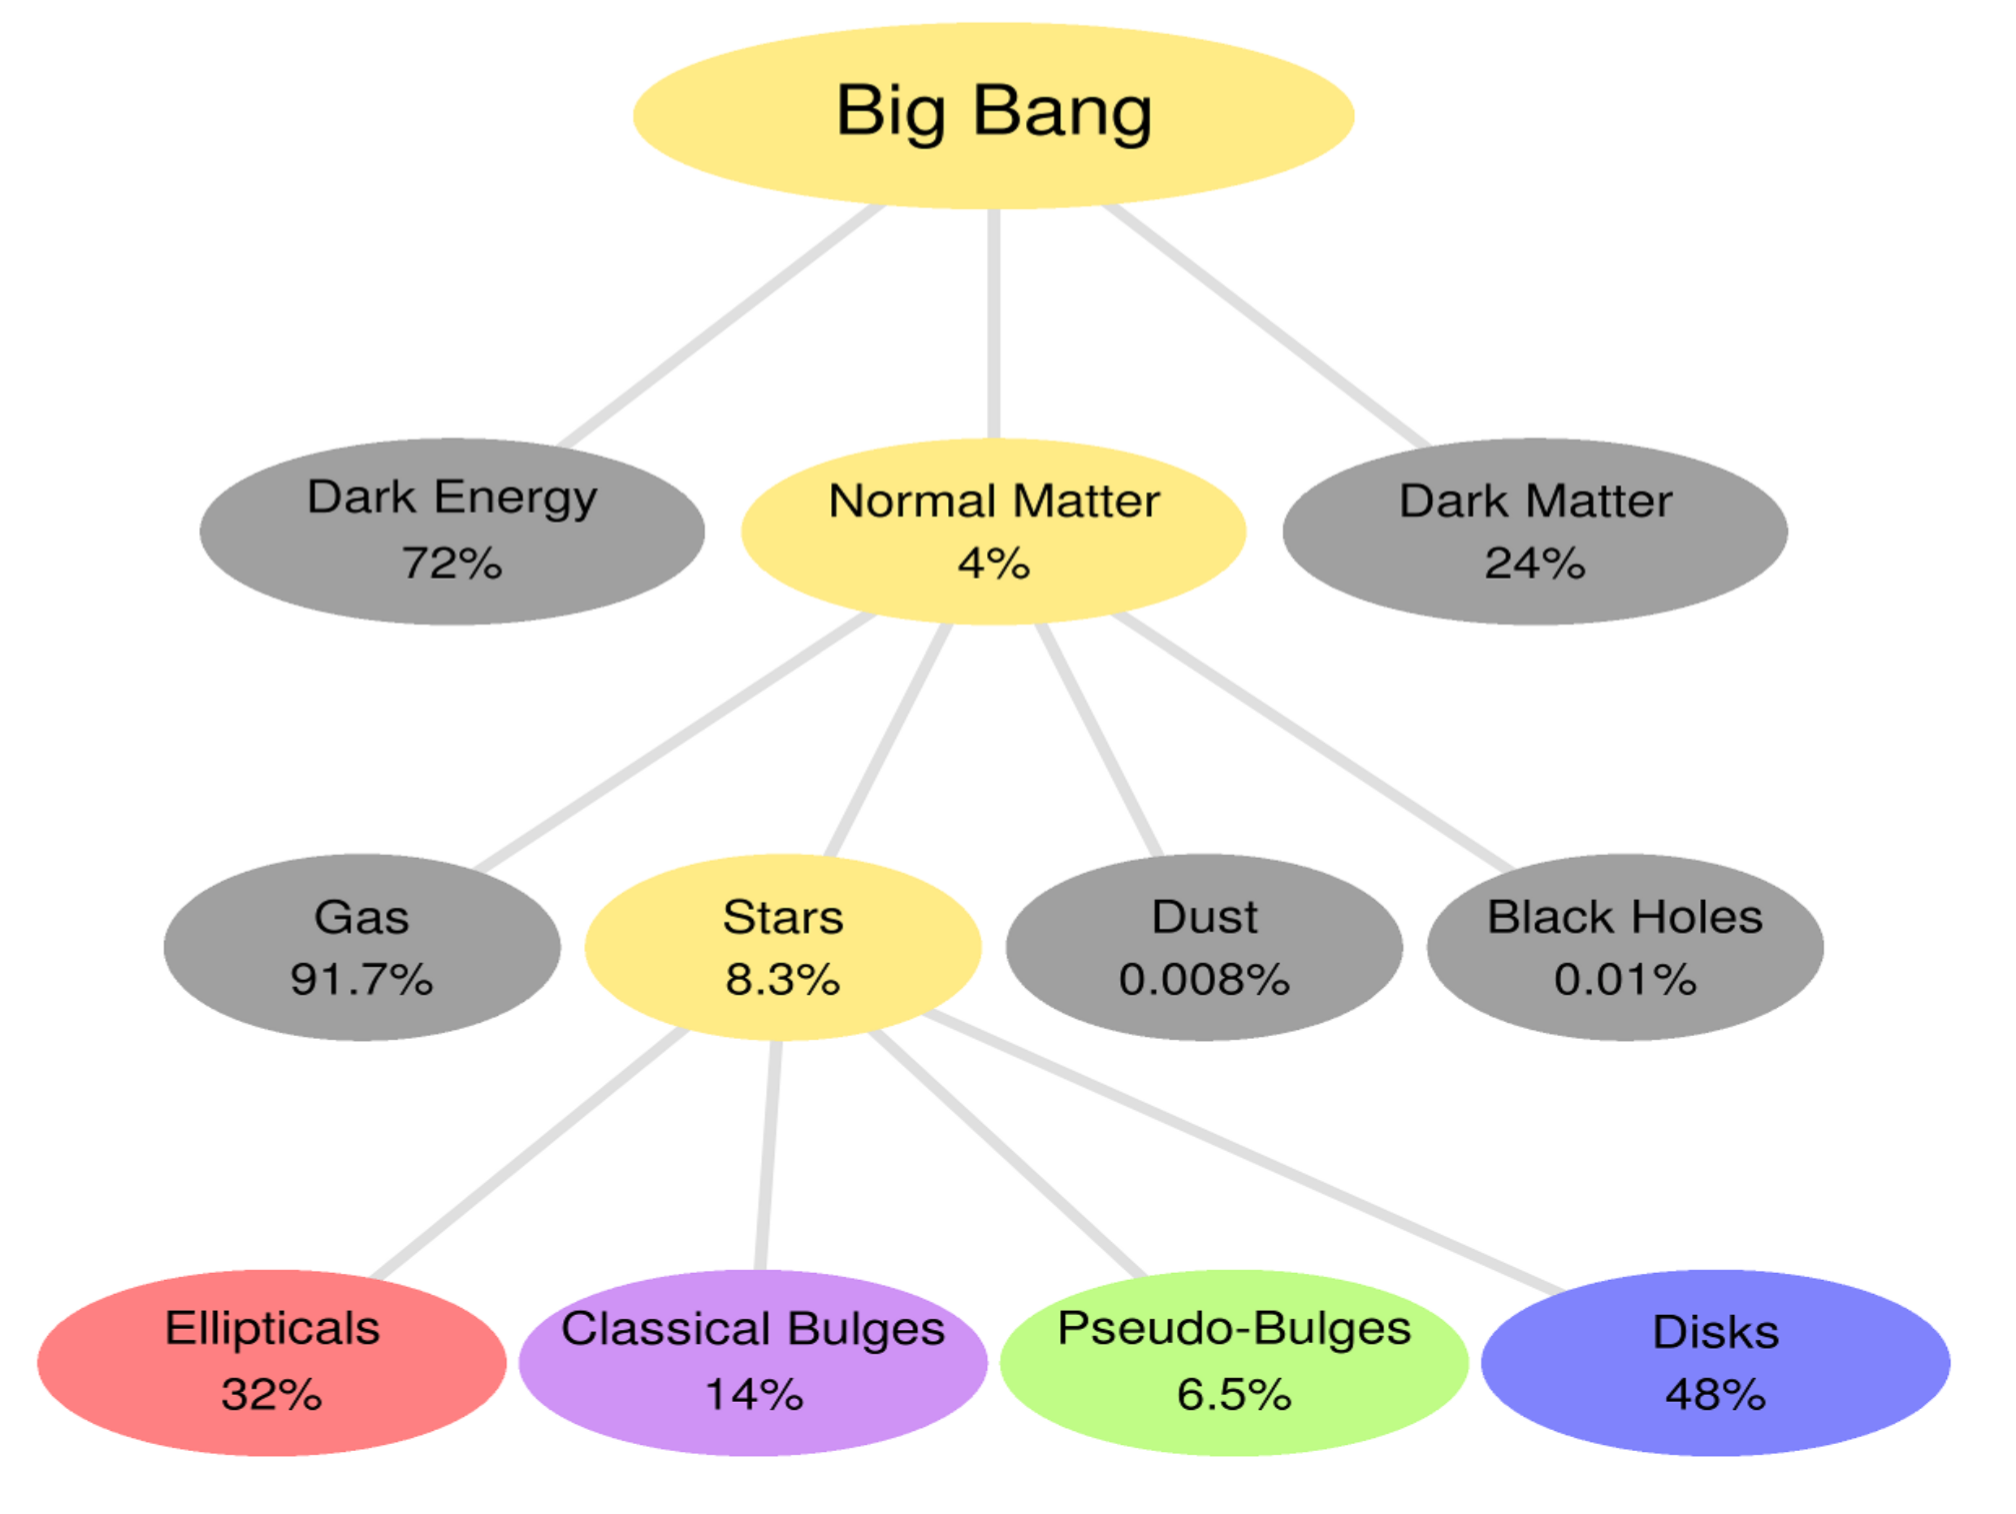 Big Bang
Dark Energy
72%
Normal Matter
4%
Dark Matter
24%
Gas
91.7%
Stars
8.3%
Dust
0.008%
Black Holes
0.01%
Ellipticals
32%
Classical Bulges
14%
Pseudo-Bulges
6.5%
Disks
48%